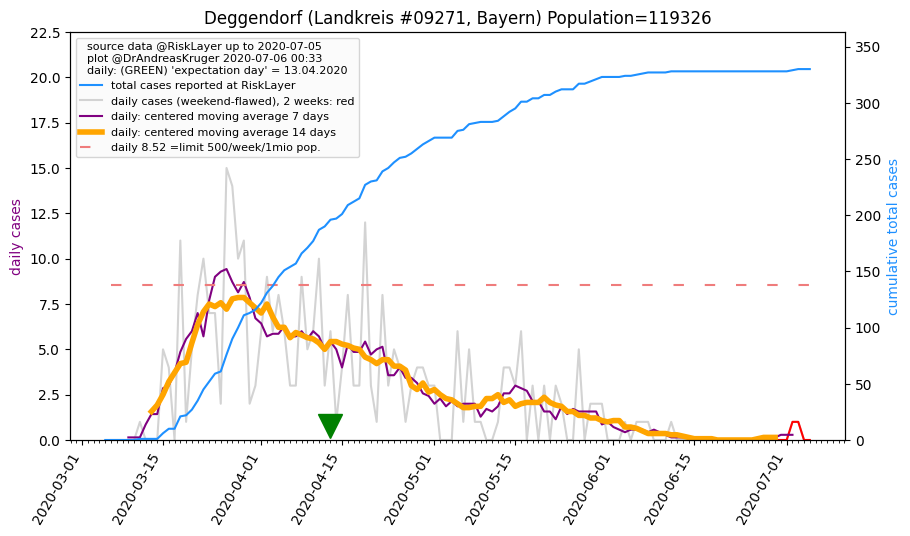 Deggendorf (Landkreis #09271, Bayern) Population=119326
source data @RiskLayer up to 2020-07-05
plot @DrAndreasKruger 2020-07-06 00:33
daily: (GREEN) 'expectation day' = 13.04.2020
total cases reported at RiskLayer
daily cases (weekend-flawed), 2 weeks: red
daily: centered moving average 7 days
daily: centered moving average 14 days
daily 8.52 =limit 500/week/1mio pop.
daily cases
22.5
20.0
17.5
15.0
12.5
10.0
7.5
5.0
2.5
0.0
350
300
250
200
150
100
50
0
cumulative total cases
2020-03-01
2020-03-15
2020-04-01
2020-04-15
2020-05-01
2020-05-15
2020-06-01
2020-06-15
2020-07-01